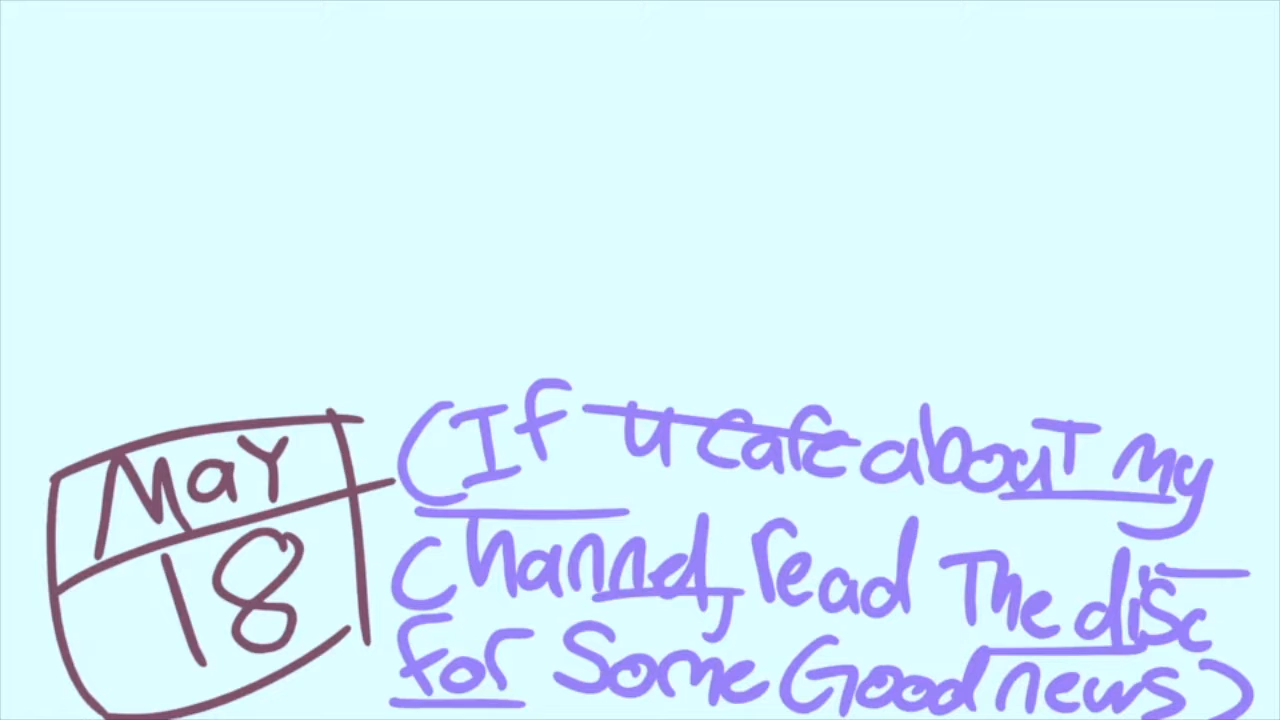 May
18
(If u care about my
channel, read The disc
for Some Good news)